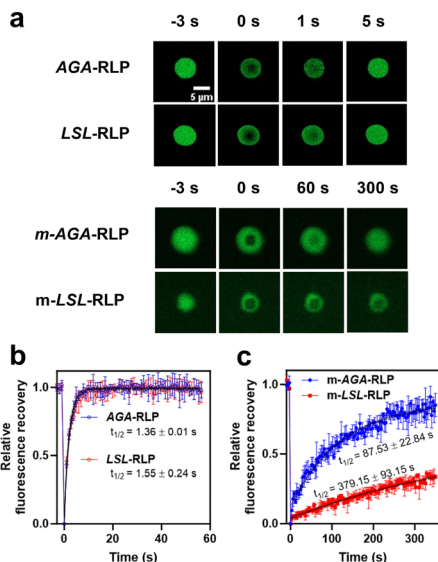 a
-3 s 0 s 1 s 5 s
AGA-RLP
5 µm
LSL-RLP
-3 s 0 s 60 s 300 s
m-AGA-RLP
m-LSL-RLP
b
Relative
fluorescence recovery
1.0
0.5
0.0
AGA-RLP
t1/2 = 1.36 ± 0.01 s
LSL-RLP
t1/2 = 1.55 ± 0.24 s
0 20 40 60
Time (s)
c
Relative
fluorescence recovery
1.0
0.5
0.0
m-AGA-RLP
m-LSL-RLP
t1/2 = 87.53 ± 22.84 s
t1/2 = 379.15 ± 93.15 s
0 100 200 300
Time (s)